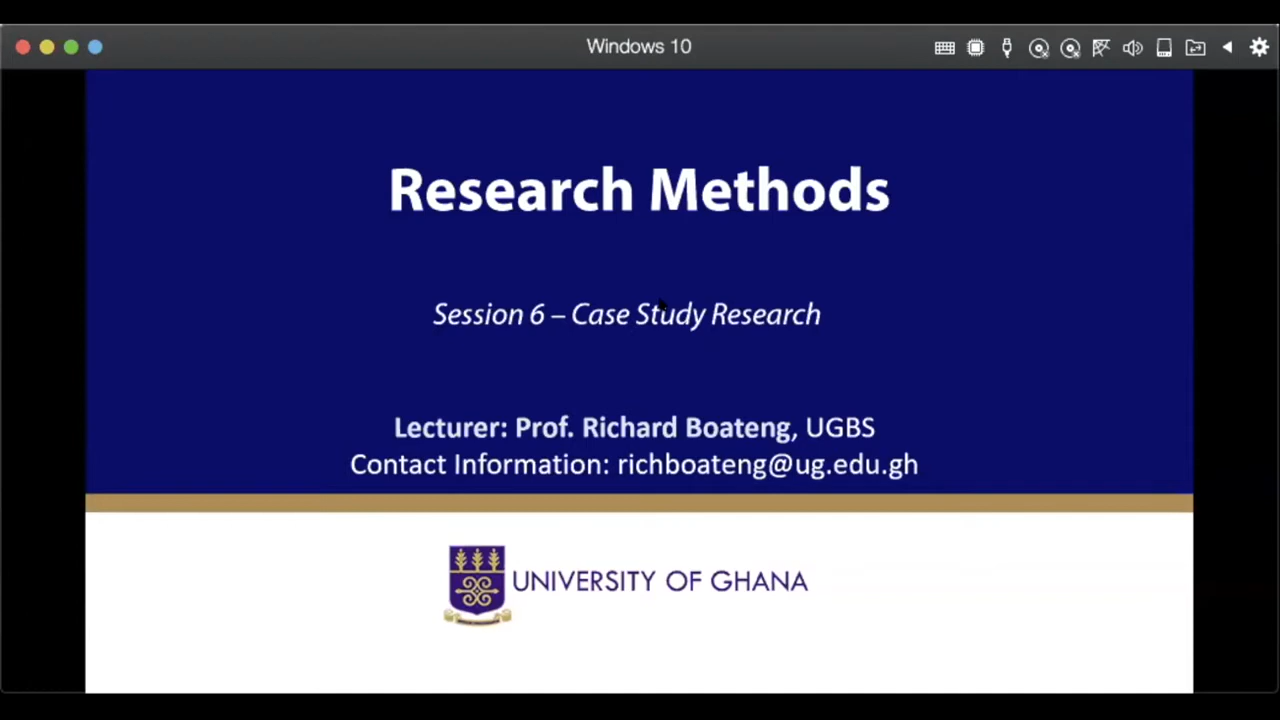 Windows 10
Research Methods
Session 6 – Case Study Research
Lecturer: Prof. Richard Boateng, UGBS
Contact Information: richboateng@ug.edu.gh
UNIVERSITY OF GHANA